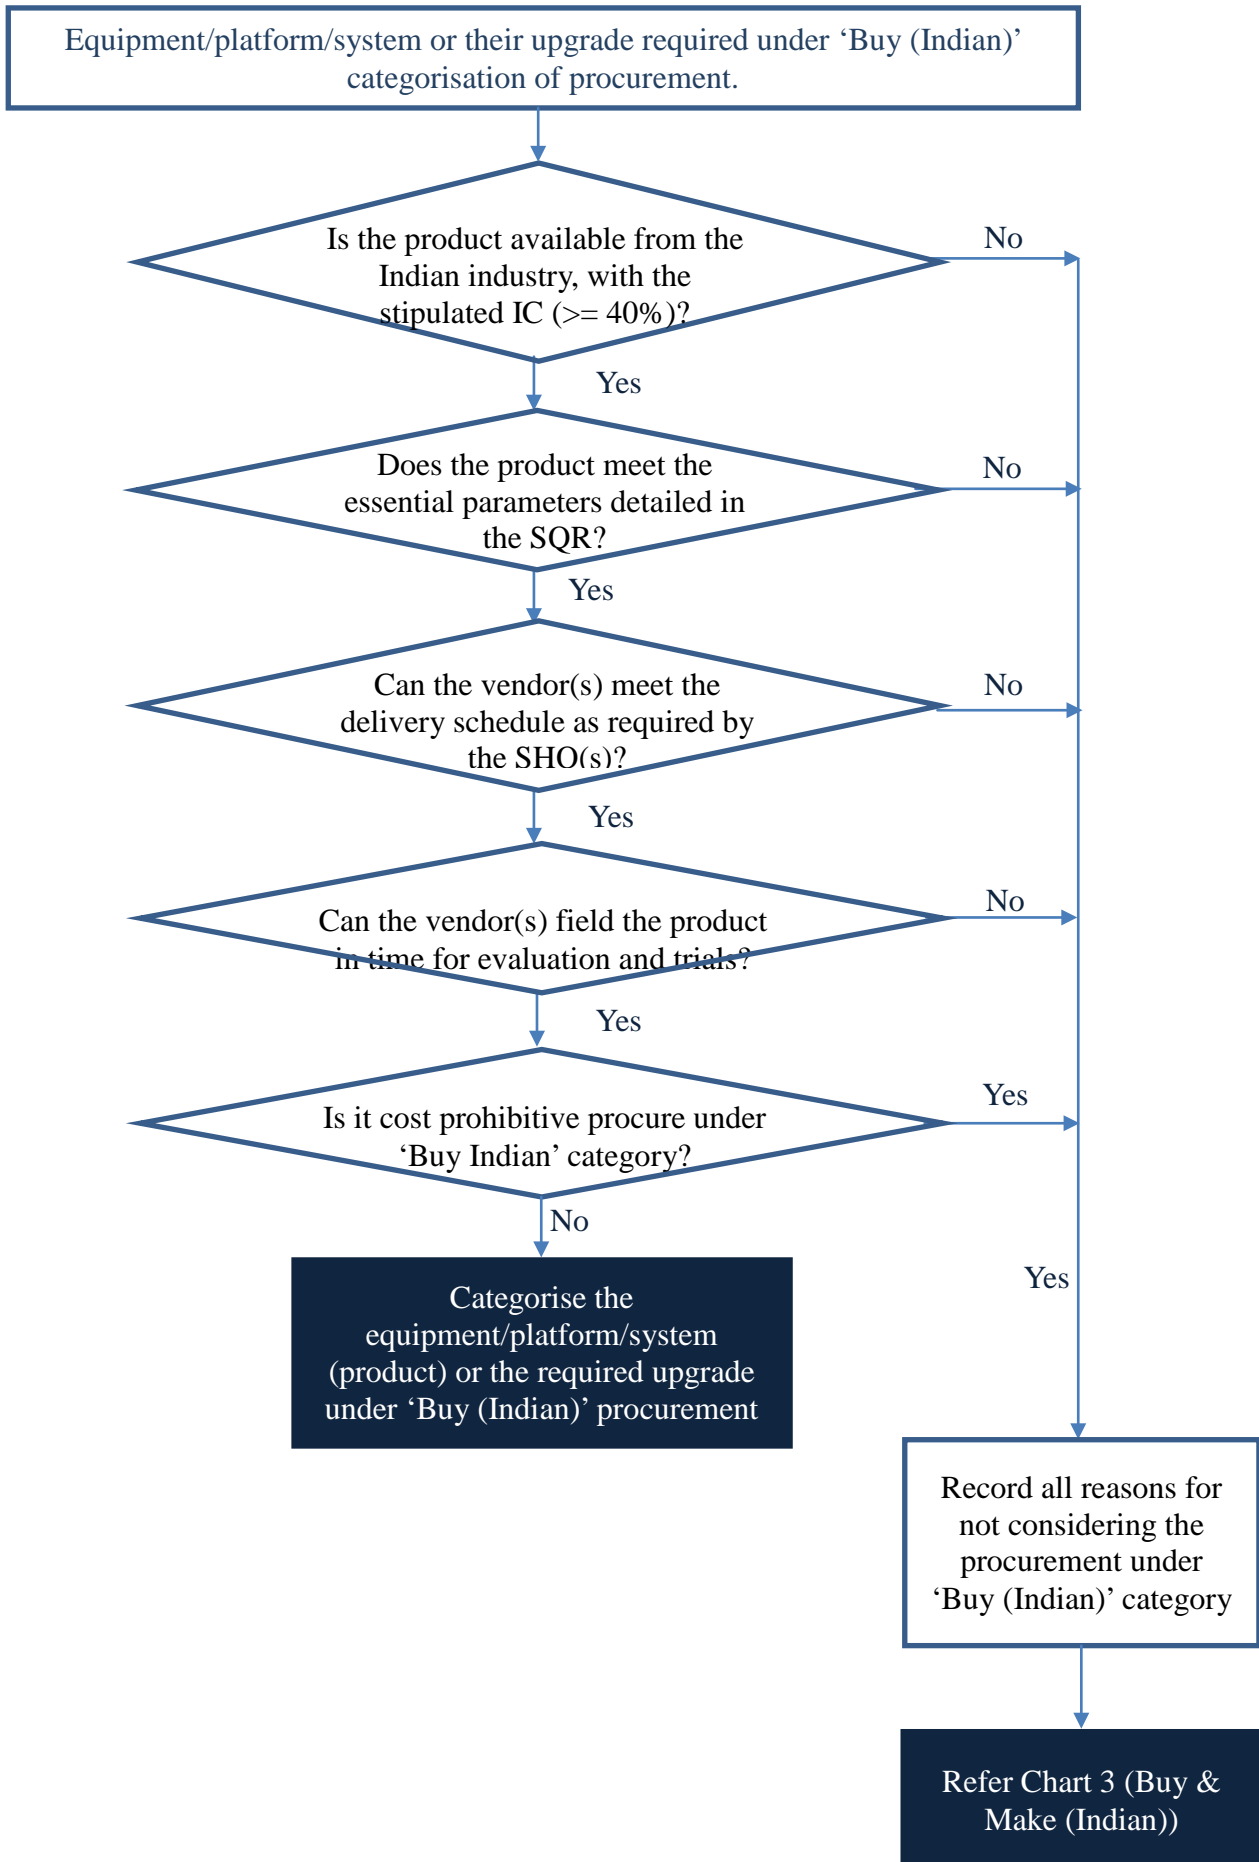 Equipment/platform/system or their upgrade required under ‘Buy (Indian)’
categorisation of procurement.
Is the product available from the
Indian industry, with the
stipulated IC (>= 40%)?
No
Yes
Does the product meet the
essential parameters detailed in
the SQR?
No
Yes
Can the vendor(s) meet the
delivery schedule as required by
the SHO(s)?
No
Yes
Can the vendor(s) field the product
in time for evaluation and trials?
No
Yes
Is it cost prohibitive procure under
‘Buy Indian’ category?
Yes
No
Categorise the
equipment/platform/system
(product) or the required upgrade
under ‘Buy (Indian)’ procurement
Yes
Record all reasons for
not considering the
procurement under
‘Buy (Indian)’ category
Refer Chart 3 (Buy &
Make (Indian))